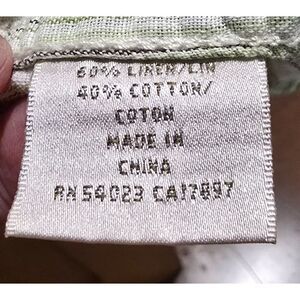 60% LINEN/LIN
40% COTTON/
COTON
MADE IN
CHINA
RN 54023 CA17897